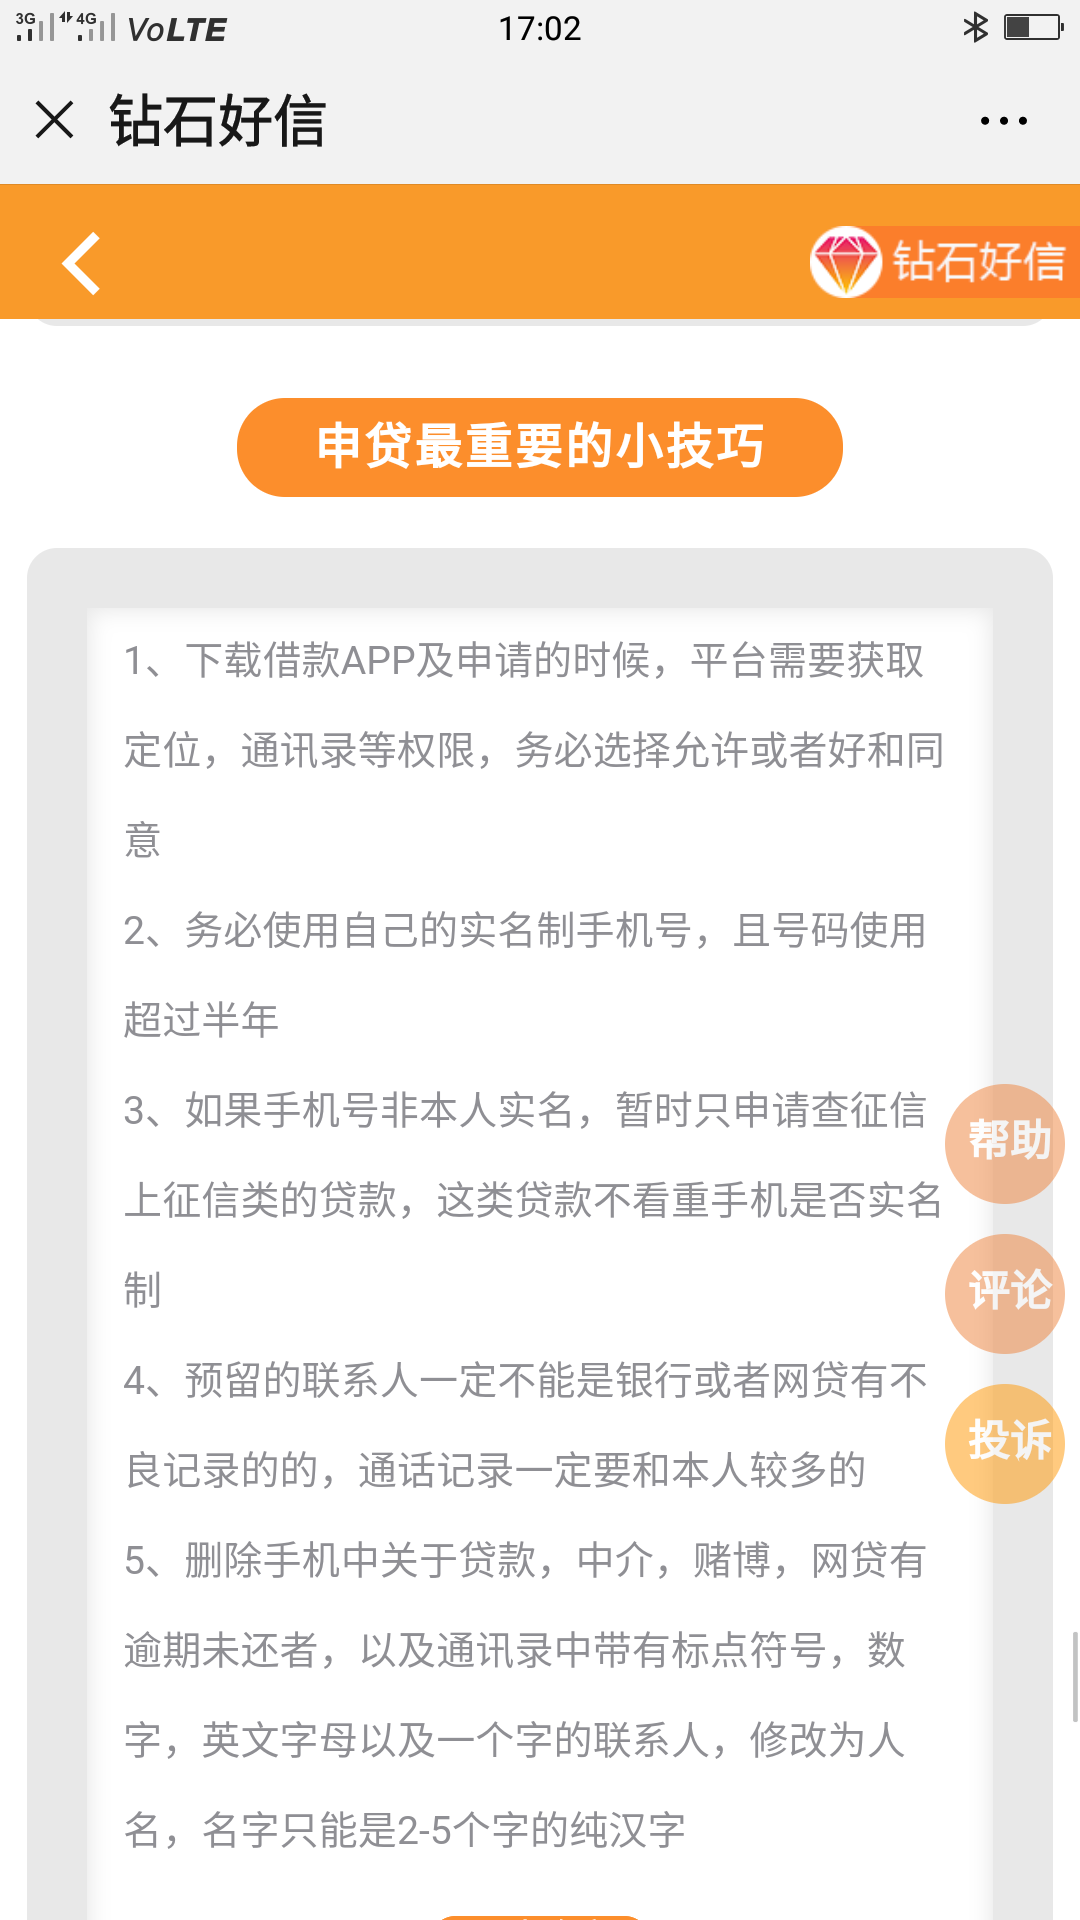 3G 4G VoLTE 17:02
钻石好信
钻石好信
申贷最重要的小技巧
1、下载借款APP及申请的时候，平台需要获取
定位，通讯录等权限，务必选择允许或者好和同
意
2、务必使用自己的实名制手机号，且号码使用
超过半年
3、如果手机号非本人实名，暂时只申请查征信
上征信类的贷款，这类贷款不看重手机是否实名
制
4、预留的联系人一定不能是银行或者网贷有不
良记录的的，通话记录一定要和本人较多的
5、删除手机中关于贷款，中介，赌博，网贷有
逾期未还者，以及通讯录中带有标点符号，数
字，英文字母以及一个字的联系人，修改为人
名，名字只能是2-5个字的纯汉字
帮助
评论
投诉